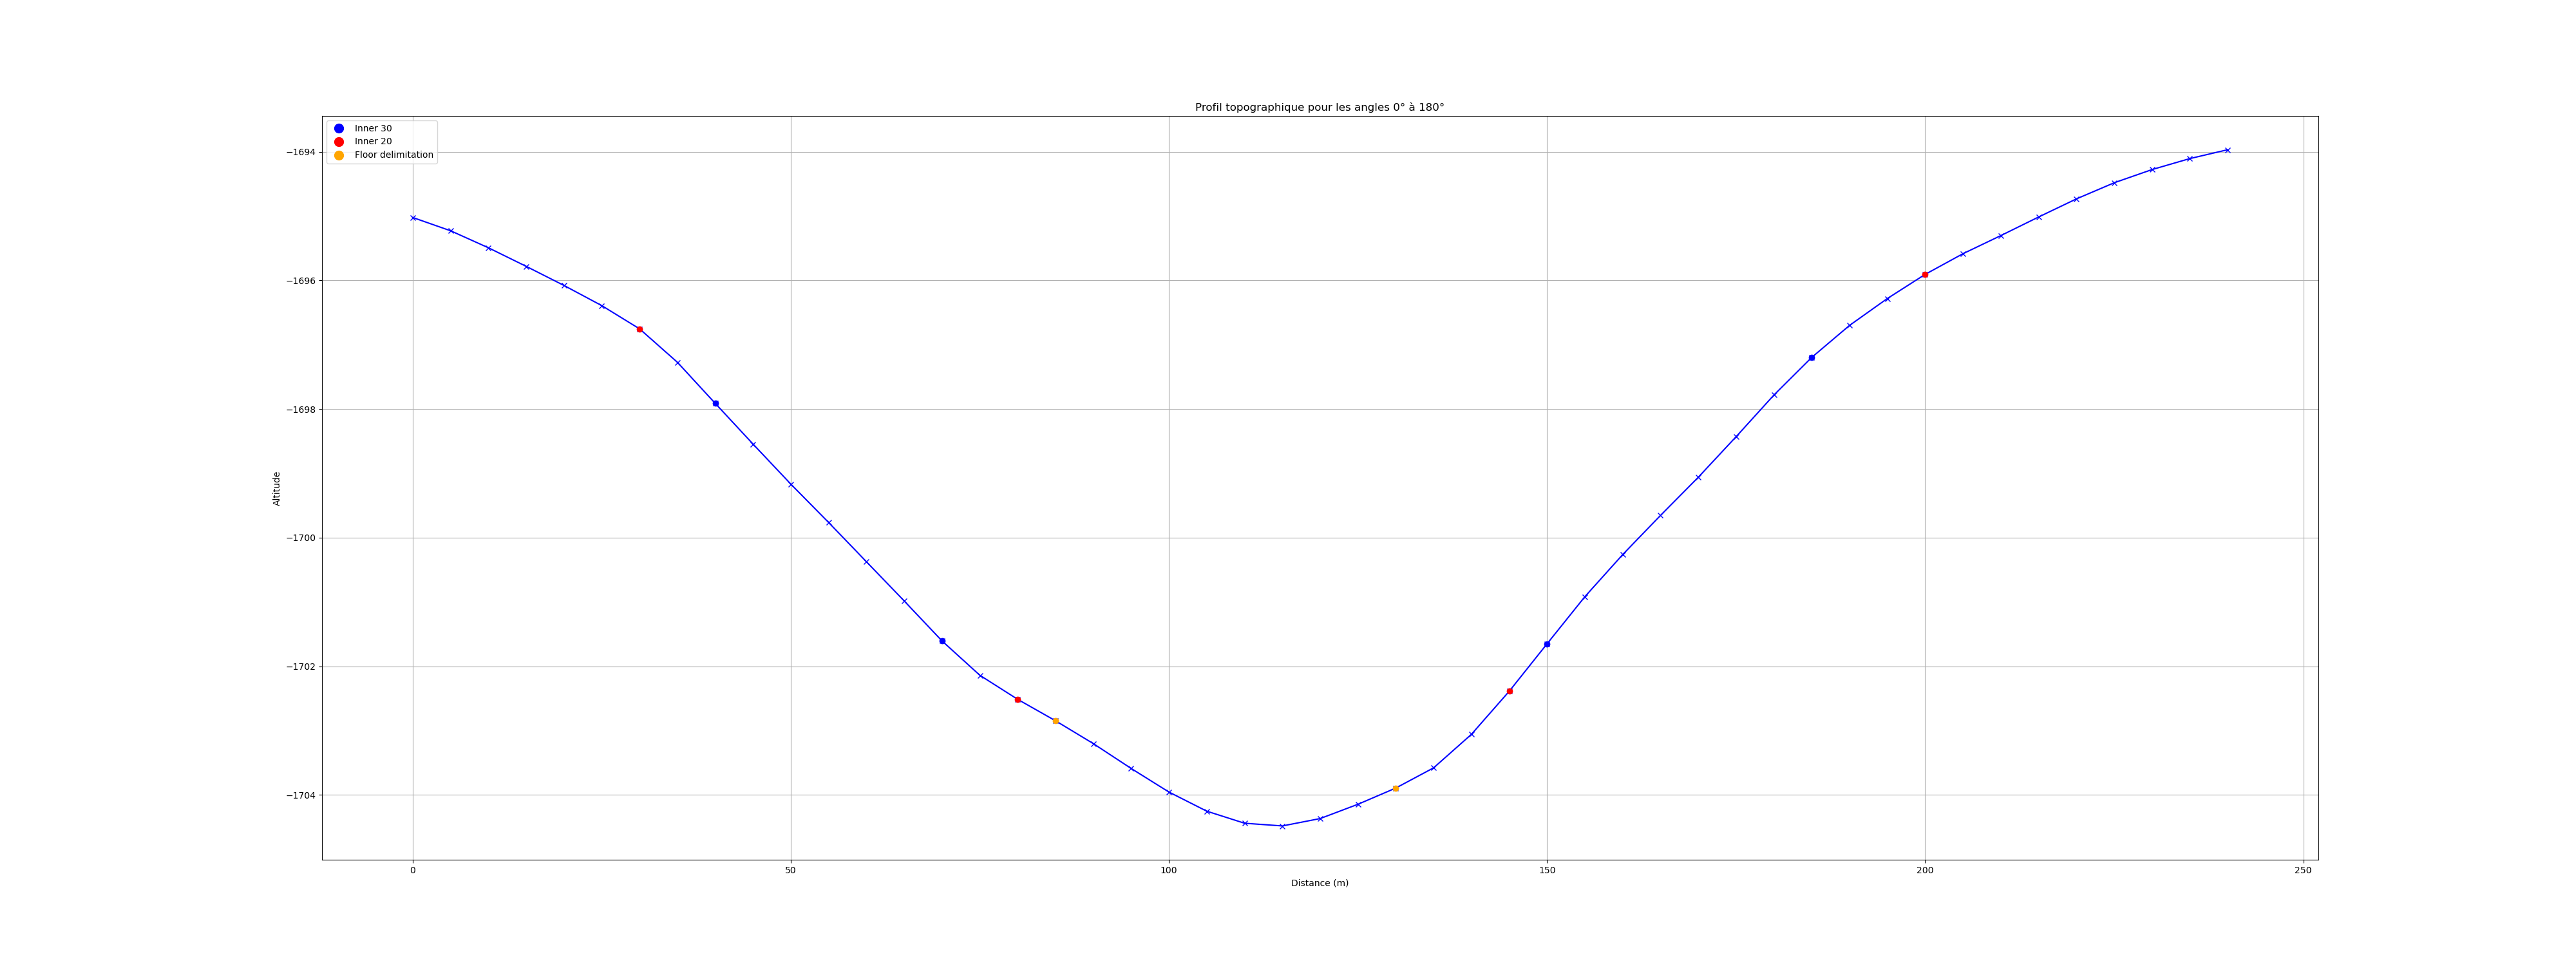 Profil topographique pour les angles 0° à 180°
Inner 30
Inner 20
Floor delimitation
−1694
−1696
−1698
−1700
−1702
−1704
Altitude
0 50 100 150 200 250
Distance (m)